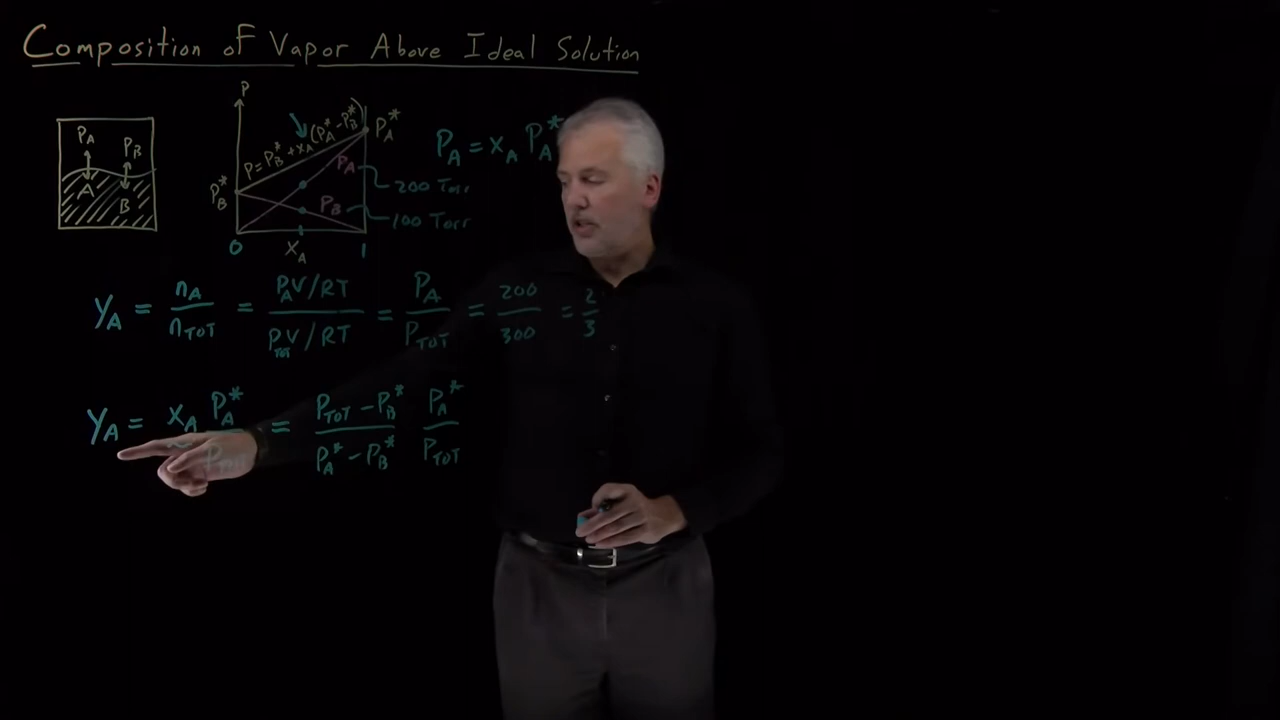 Composition of Vapor Above Ideal Solution
P
P_A P_B
A B
P = P_B* + x_A (P_A* - P_B*)
P_A*
P_B*
P_A
P_B
200 Torr
100 Torr
0 x_A 1
P_A = x_A P_A*
y_A = n_A / n_TOT = (P_A V/RT) / (P_TOT V/RT) = P_A / P_TOT = 200 / 300 = 2 / 3
y_A = x_A P_A* / P_TOT = (P_TOT - P_B*) / (P_A* - P_B*) P_A* / P_TOT